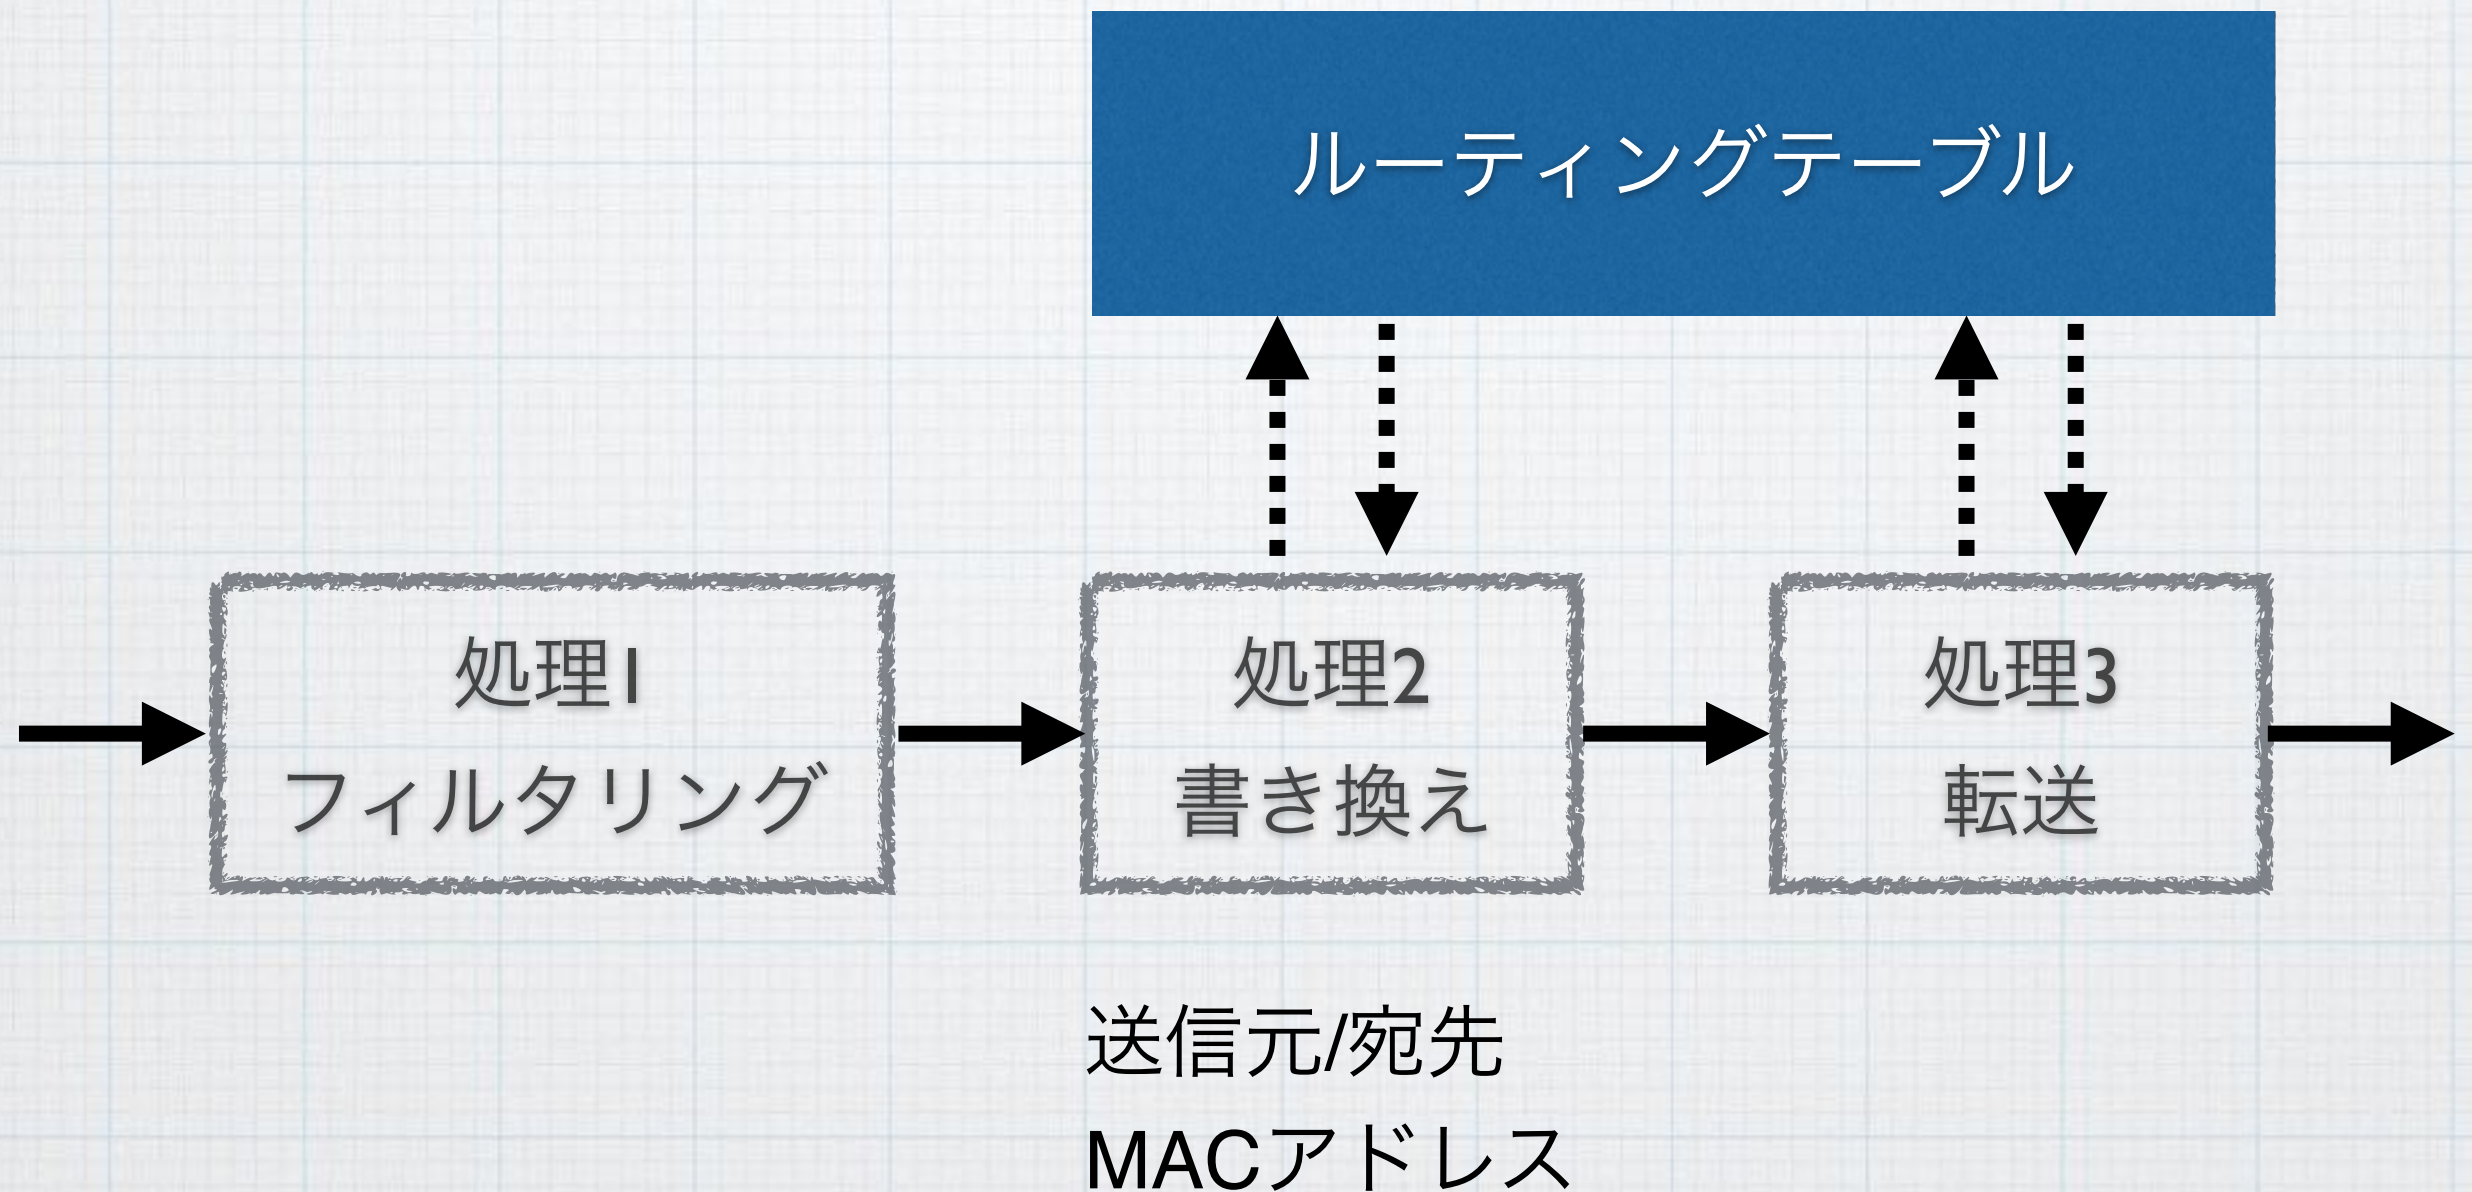 ルーティングテーブル
処理1
フィルタリング
処理2
書き換え
処理3
転送
送信元/宛先
MACアドレス